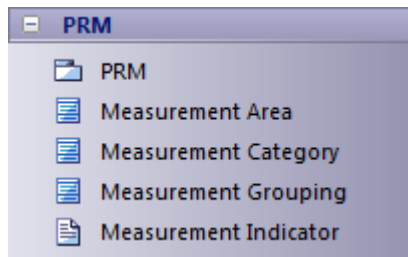 PRM
PRM
Measurement Area
Measurement Category
Measurement Grouping
Measurement Indicator